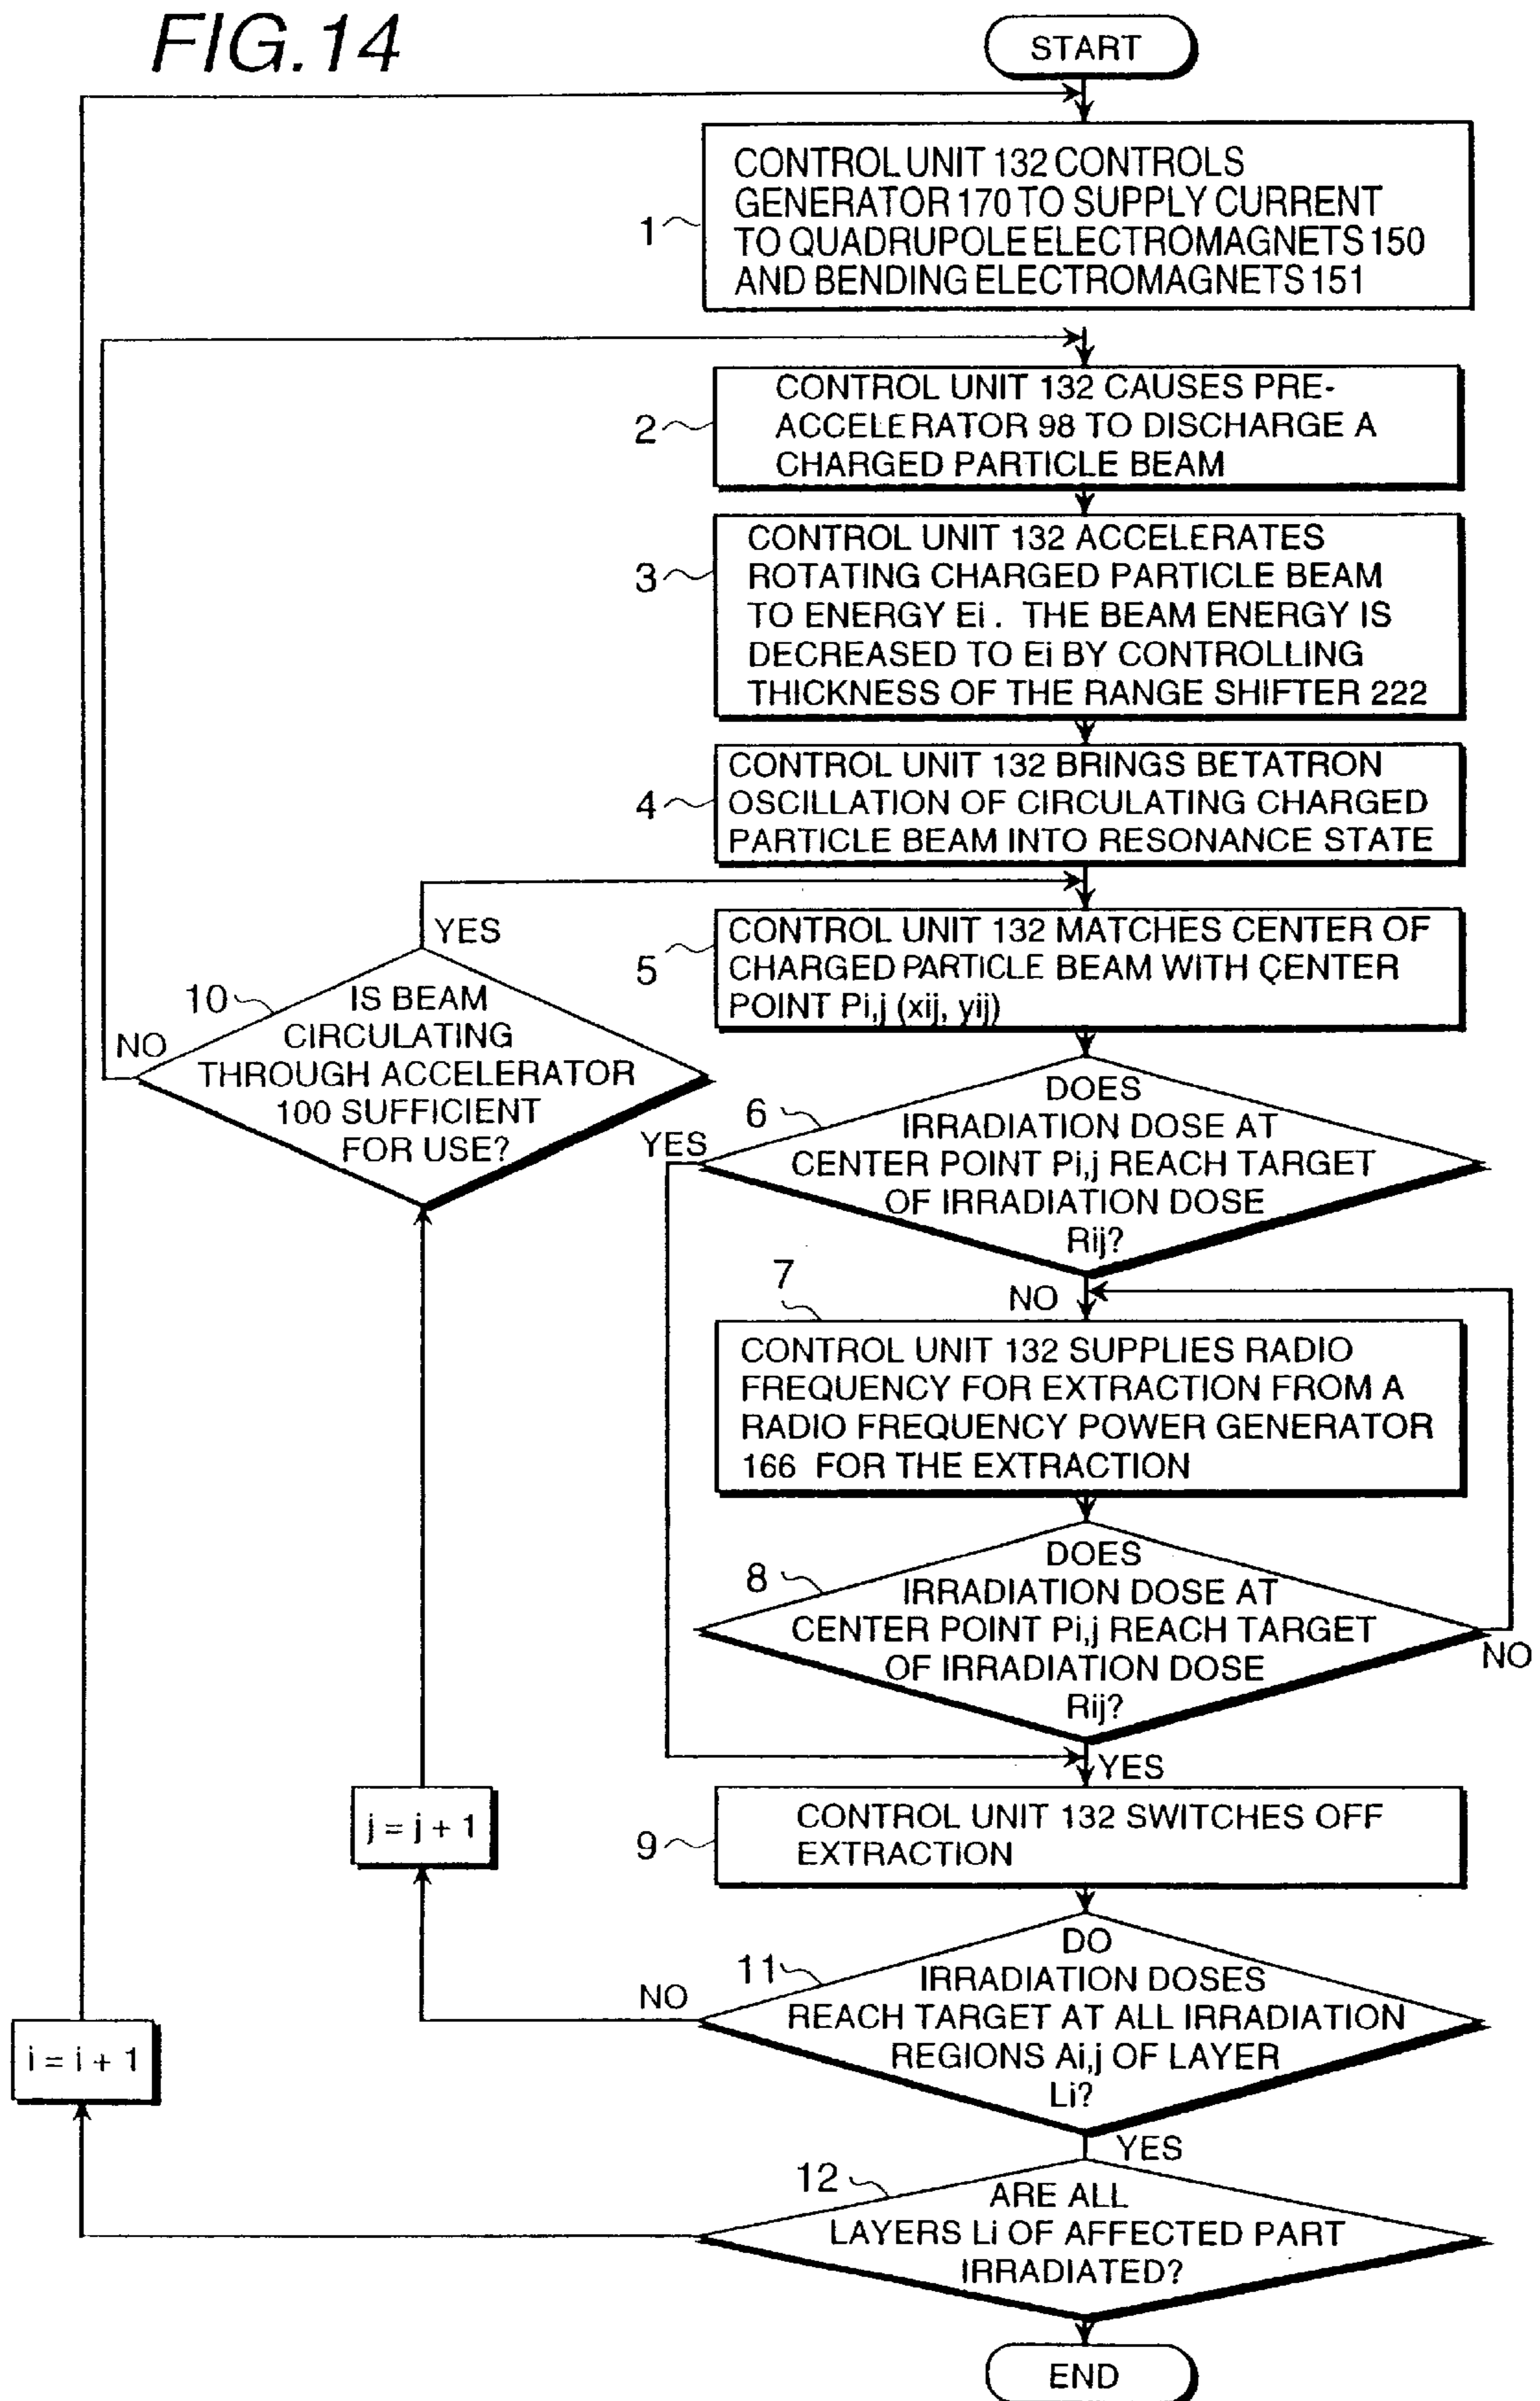 FIG.14
START
1
CONTROL UNIT 132 CONTROLS
GENERATOR 170 TO SUPPLY CURRENT
TO QUADRUPOLE ELECTROMAGNETS 150
AND BENDING ELECTROMAGNETS 151
2
CONTROL UNIT 132 CAUSES PRE-
ACCELERATOR 98 TO DISCHARGE A
CHARGED PARTICLE BEAM
3
CONTROL UNIT 132 ACCELERATES
ROTATING CHARGED PARTICLE BEAM
TO ENERGY Ei. THE BEAM ENERGY IS
DECREASED TO Ei BY CONTROLLING
THICKNESS OF THE RANGE SHIFTER 222
4
CONTROL UNIT 132 BRINGS BETATRON
OSCILLATION OF CIRCULATING CHARGED
PARTICLE BEAM INTO RESONANCE STATE
5
CONTROL UNIT 132 MATCHES CENTER OF
CHARGED PARTICLE BEAM WITH CENTER
POINT Pi,j (xij, yij)
YES
10
NO
IS BEAM
CIRCULATING
THROUGH ACCELERATOR
100 SUFFICIENT
FOR USE?
6
YES
DOES
IRRADIATION DOSE AT
CENTER POINT Pi,j REACH TARGET
OF IRRADIATION DOSE
Rij?
NO
7
CONTROL UNIT 132 SUPPLIES RADIO
FREQUENCY FOR EXTRACTION FROM A
RADIO FREQUENCY POWER GENERATOR
166 FOR THE EXTRACTION
8
DOES
IRRADIATION DOSE AT
CENTER POINT Pi,j REACH TARGET
OF IRRADIATION DOSE
Rij?
NO
YES
j = j + 1
9
CONTROL UNIT 132 SWITCHES OFF
EXTRACTION
11
NO
DO
IRRADIATION DOSES
REACH TARGET AT ALL IRRADIATION
REGIONS Ai,j OF LAYER
Li?
YES
i = i + 1
12
ARE ALL
LAYERS Li OF AFFECTED PART
IRRADIATED?
END